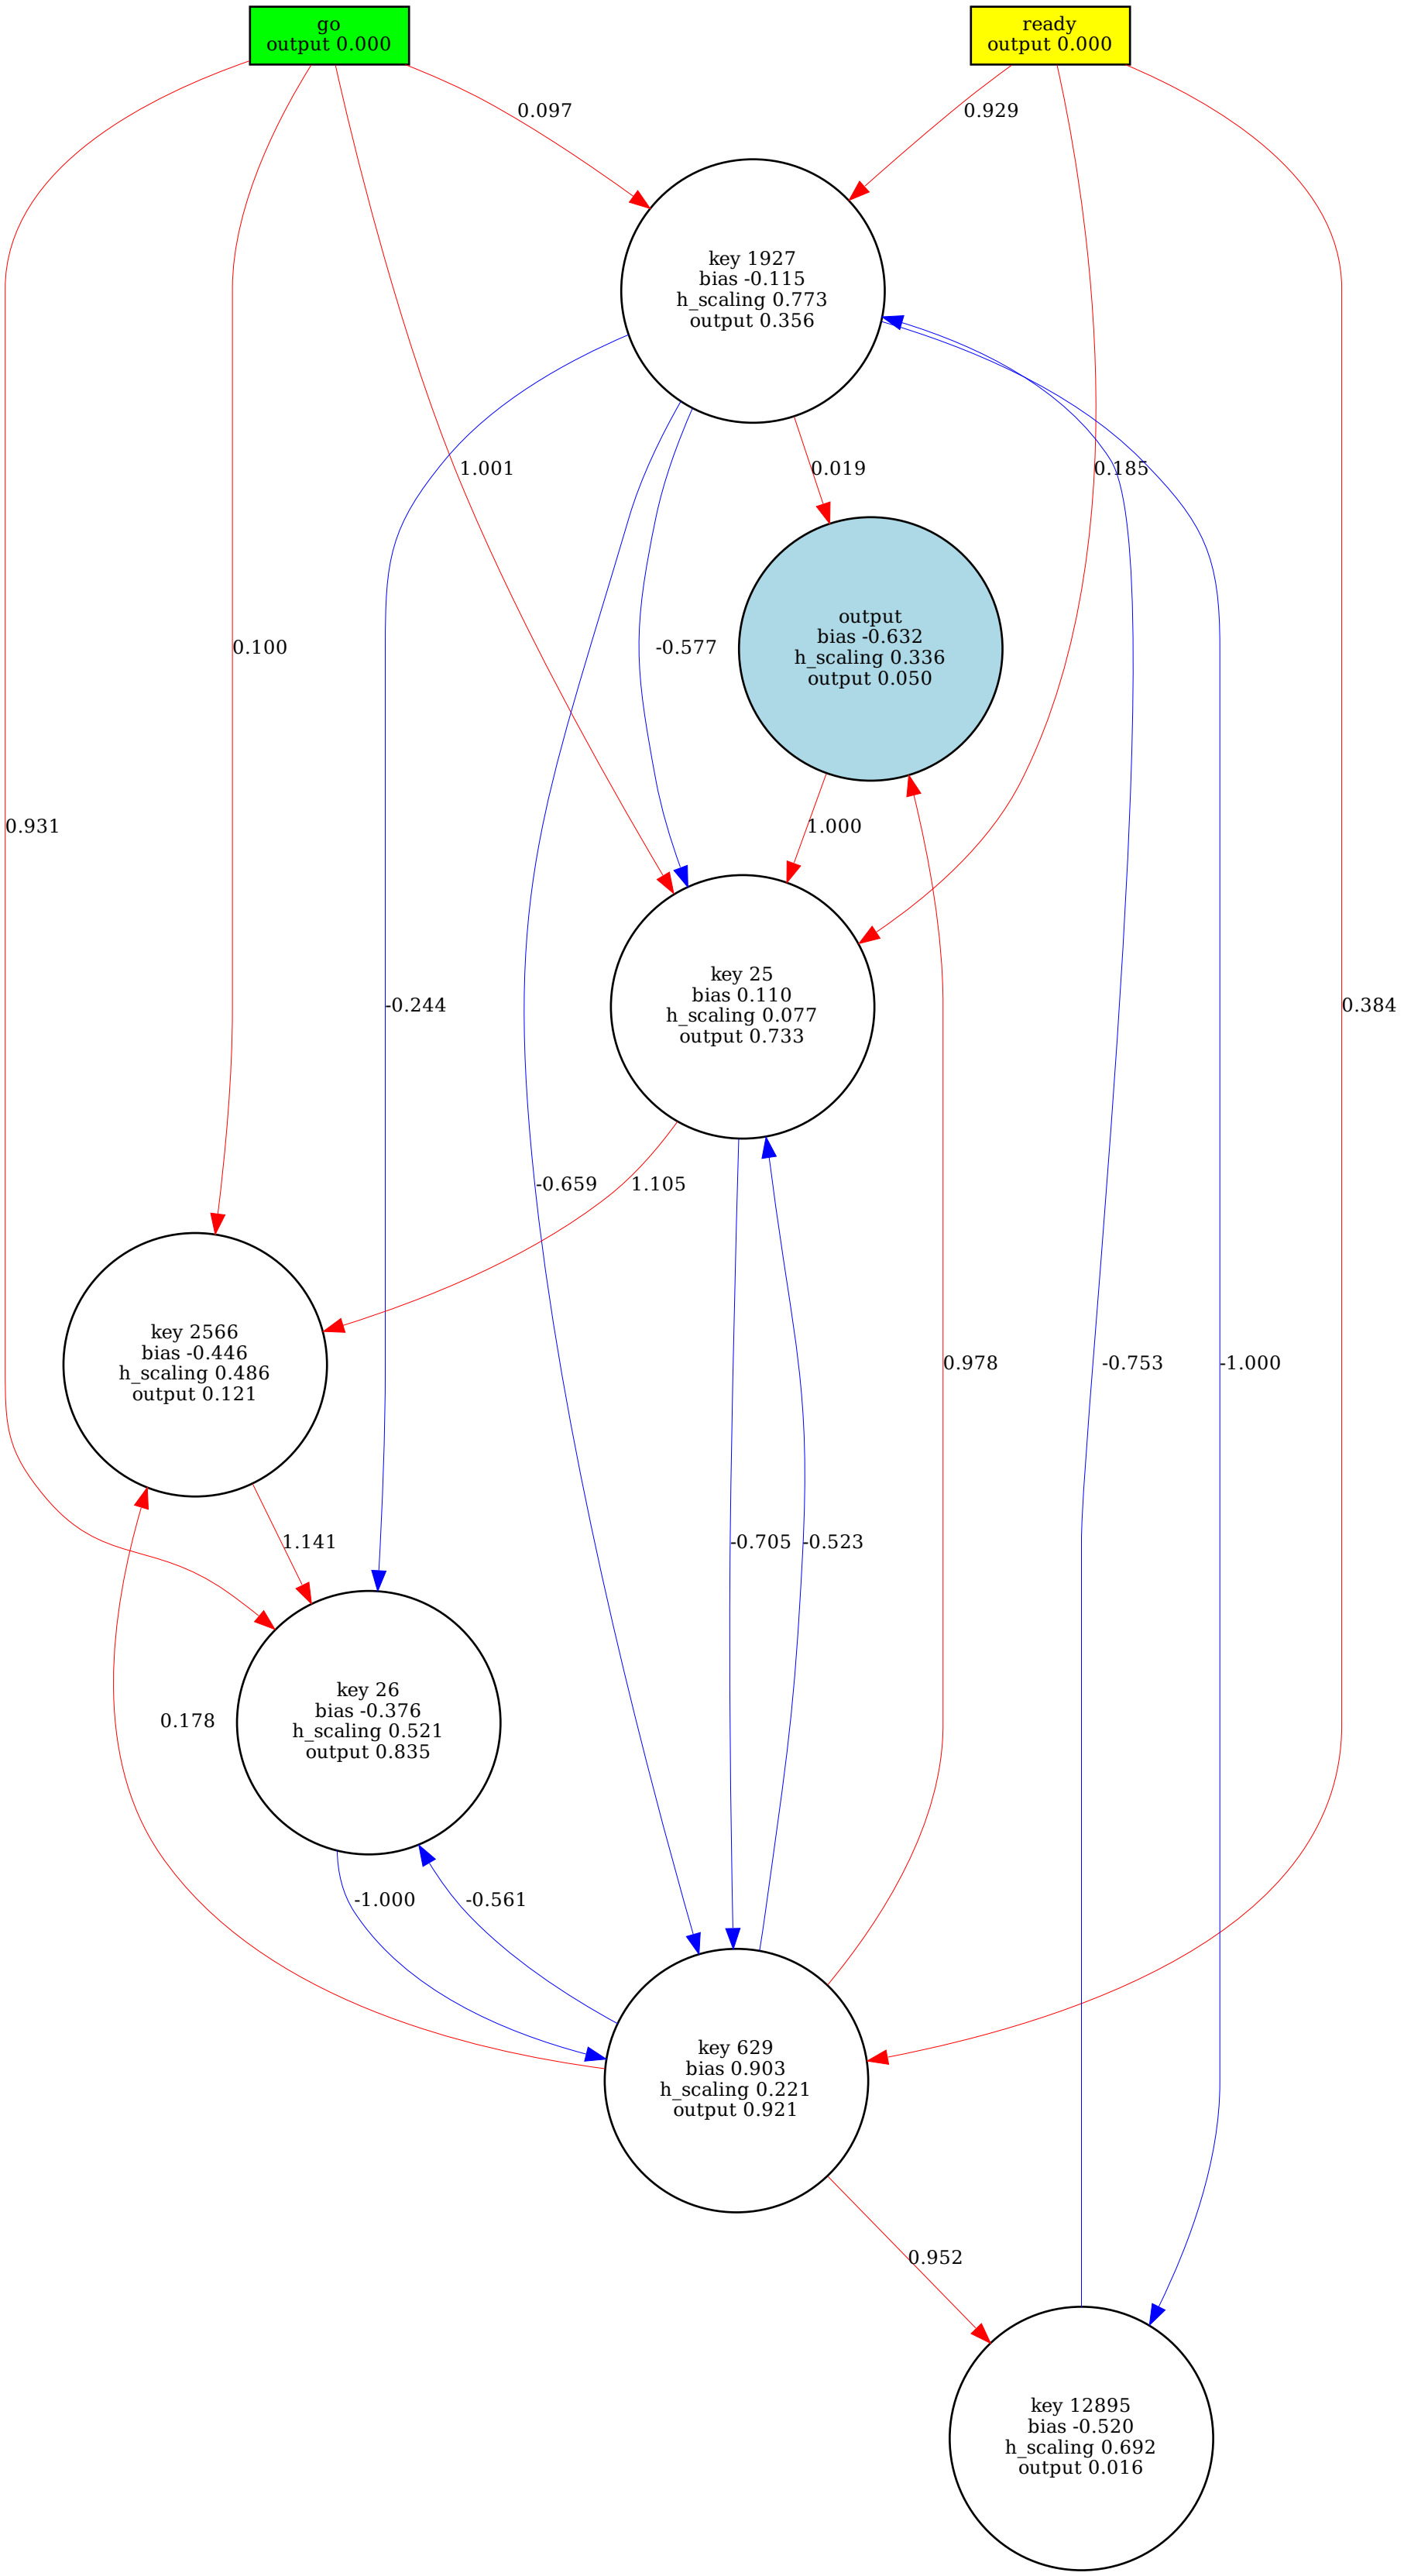 go
output 0.000
ready
output 0.000
0.097
0.929
key 1927
bias -0.115
h_scaling 0.773
output 0.356
1.001
0.019
0.185
0.100
-0.577
output
bias -0.632
h_scaling 0.336
output 0.050
0.931
1.000
-0.244
key 25
bias 0.110
h_scaling 0.077
output 0.733
0.384
-0.659
1.105
key 2566
bias -0.446
h_scaling 0.486
output 0.121
0.978
-0.753
-1.000
1.141
-0.705
-0.523
0.178
key 26
bias -0.376
h_scaling 0.521
output 0.835
-1.000
-0.561
key 629
bias 0.903
h_scaling 0.221
output 0.921
0.952
key 12895
bias -0.520
h_scaling 0.692
output 0.016